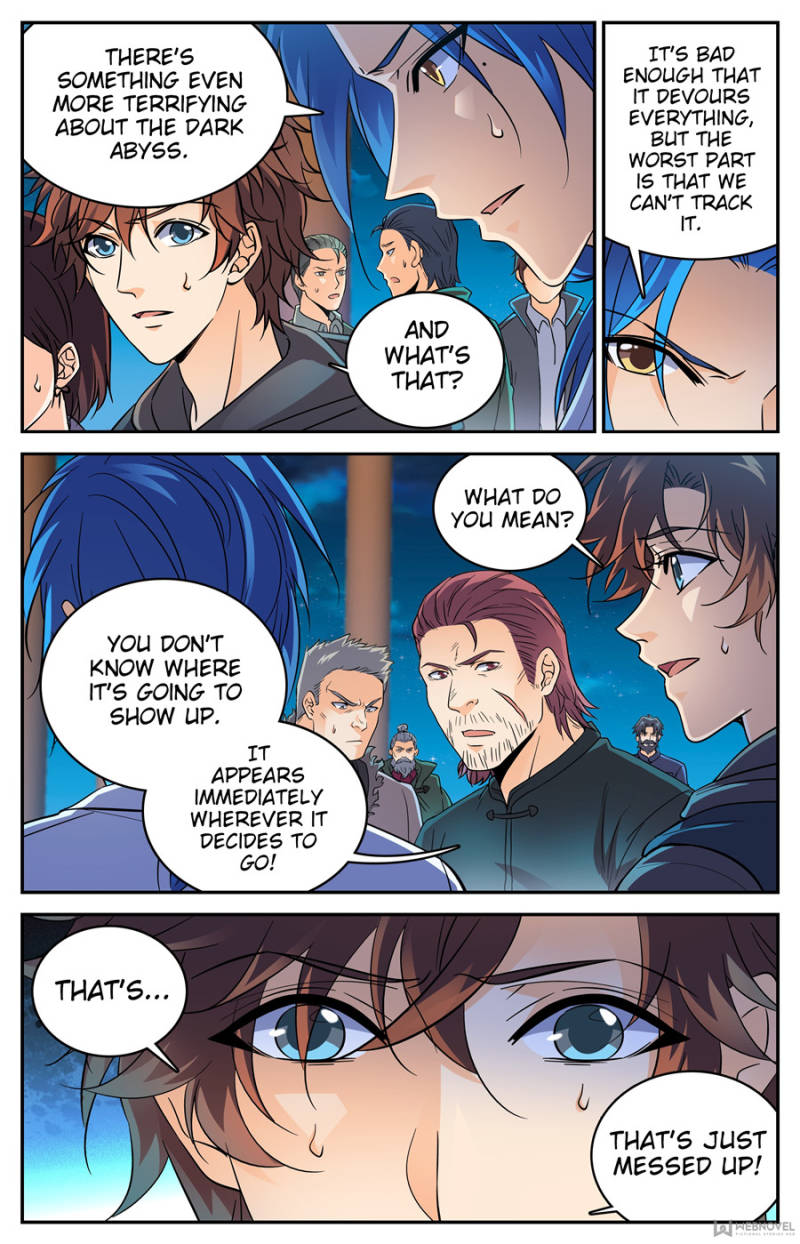 THERE'S
SOMETHING EVEN
MORE TERRIFYING
ABOUT THE DARK
ABYSS.
AND
WHAT'S
THAT?
IT'S BAD
ENOUGH THAT
IT DEVOURS
EVERYTHING,
BUT THE
WORST PART
IS THAT WE
CAN'T TRACK
IT.
WHAT DO
YOU MEAN?
YOU DON'T
KNOW WHERE
IT'S GOING TO
SHOW UP.
IT
APPEARS
IMMEDIATELY
WHEREVER IT
DECIDES TO
GO!
THAT'S...
THAT'S JUST
MESSED UP!
WEBNOVEL